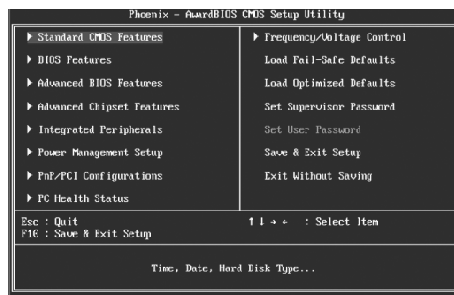 Phoenix - AwardBIOS CMOS Setup Utility
Standard CMOS Features
BIOS Features
Advanced BIOS Features
Advanced Chipset Features
Integrated Peripherals
Power Management Setup
PnP/PCI Configurations
PC Health Status
Frequency/Voltage Control
Load Fail-Safe Defaults
Load Optimized Defaults
Set Supervisor Password
Set User Password
Save & Exit Setup
Exit Without Saving
Esc : Quit
F10 : Save & Exit Setup
↑ ↓ → ← : Select Item
Time, Date, Hard Disk Type...